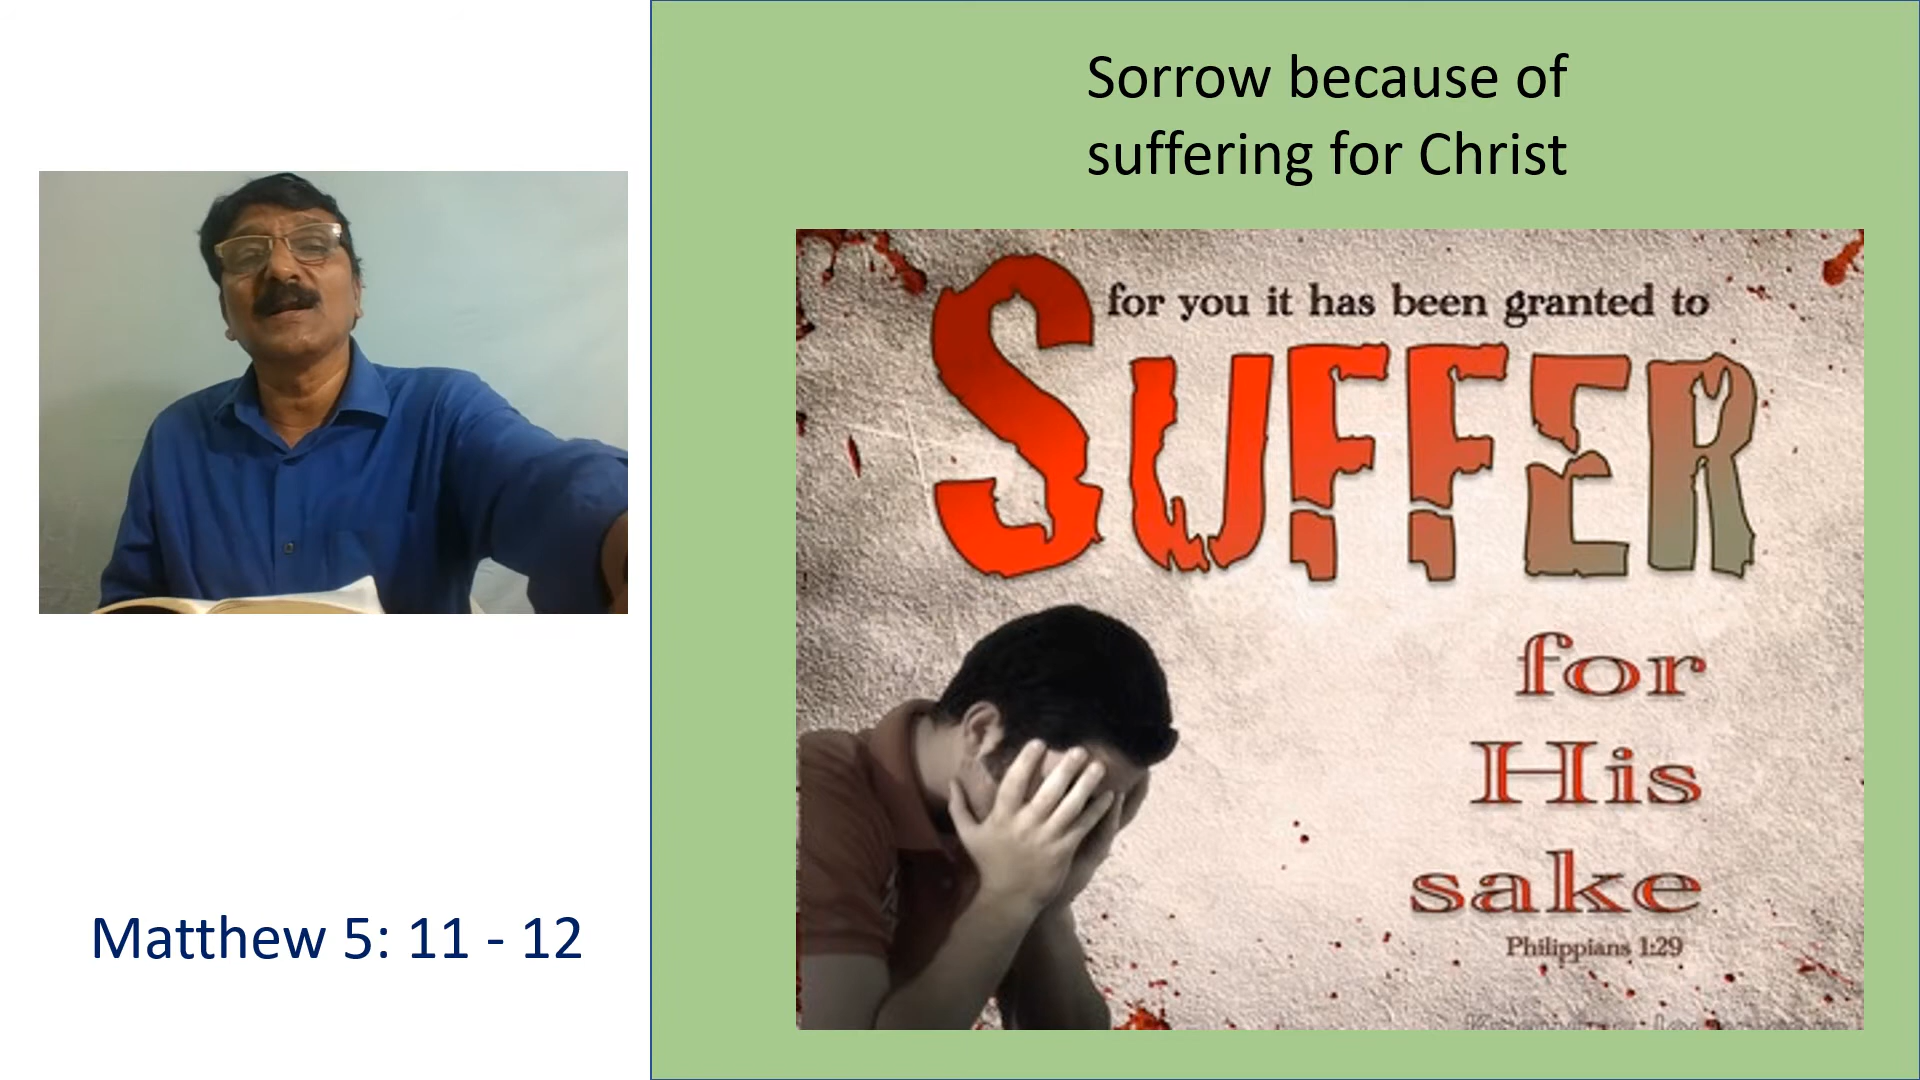 Sorrow because of
suffering for Christ
for you it has been granted to
SUFFER
for
His
sake
Philippians 1:29
Matthew 5: 11 - 12